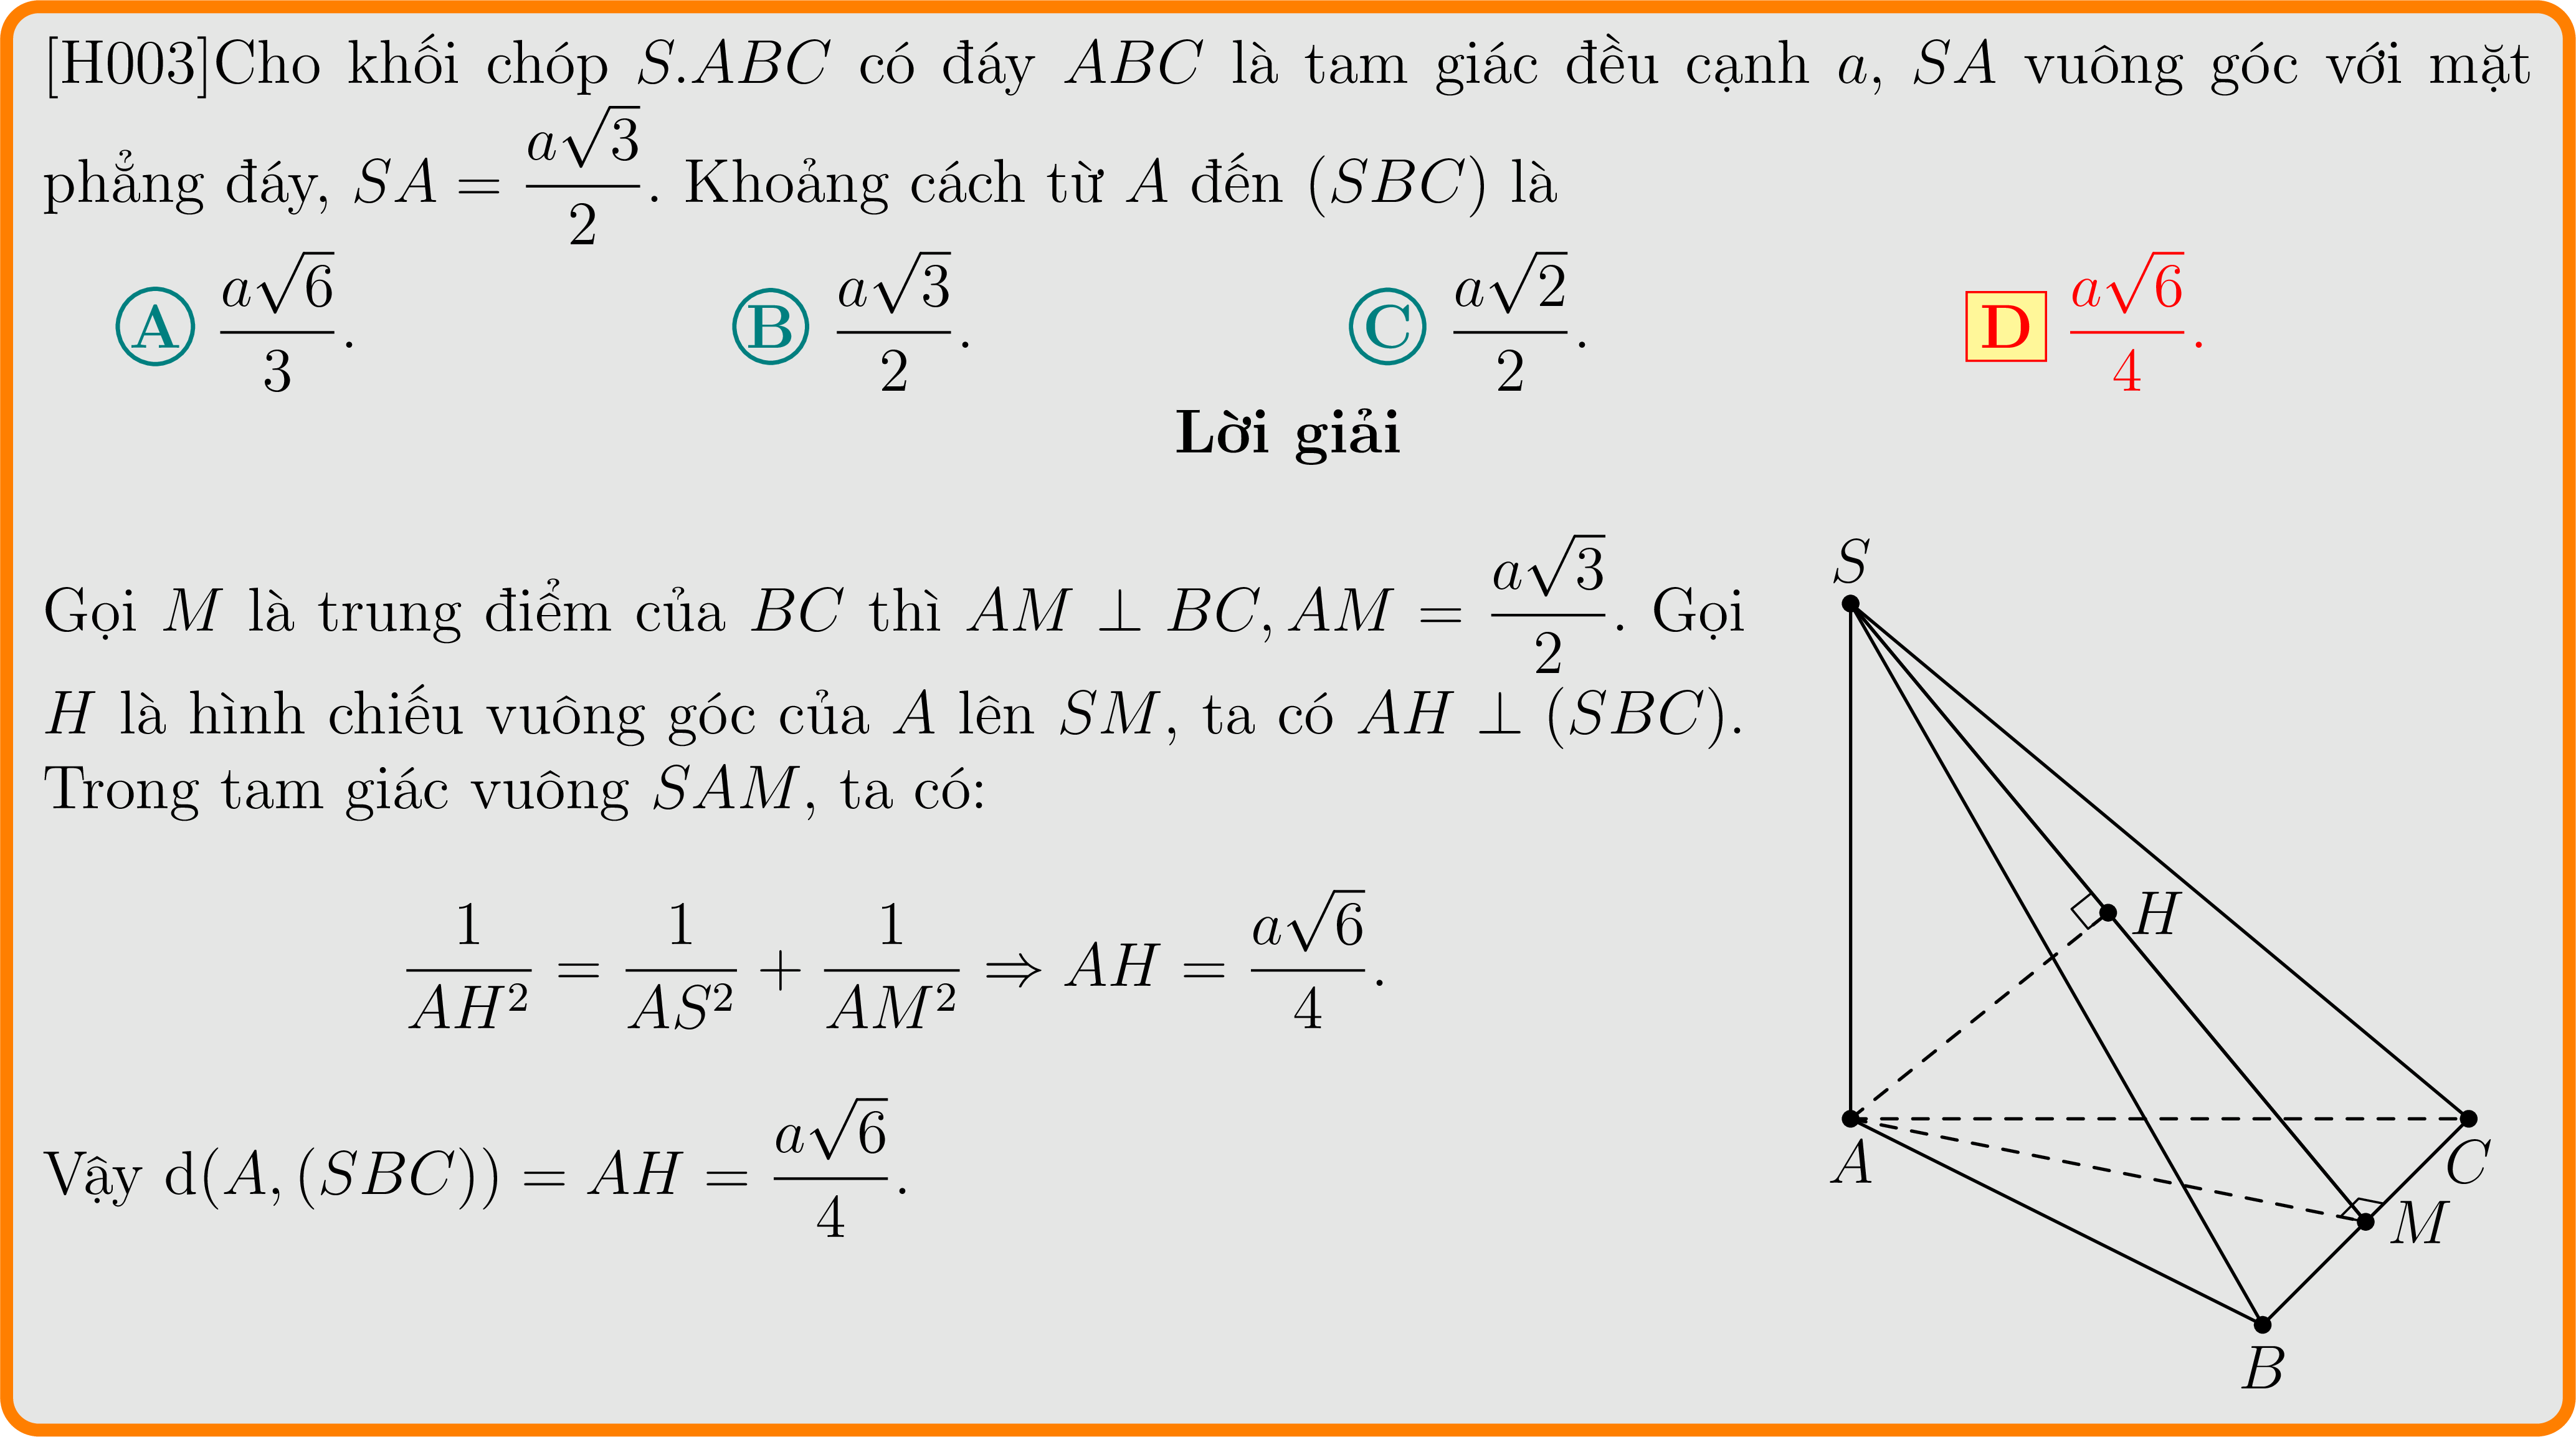 [H003]Cho khối chóp S.ABC có đáy ABC là tam giác đều cạnh a, SA vuông góc với mặt
phẳng đáy, SA = \frac{a\sqrt{3}}{2}. Khoảng cách từ A đến (SBC) là
A \frac{a\sqrt{6}}{3}. B \frac{a\sqrt{3}}{2}. C \frac{a\sqrt{2}}{2}. D \frac{a\sqrt{6}}{4}.
Lời giải
Gọi M là trung điểm của BC thì AM ⊥ BC, AM = \frac{a\sqrt{3}}{2}. Gọi
H là hình chiếu vuông góc của A lên SM, ta có AH ⊥ (SBC).
Trong tam giác vuông SAM, ta có:
\frac{1}{AH^2} = \frac{1}{AS^2} + \frac{1}{AM^2} ⇒ AH = \frac{a\sqrt{6}}{4}.
Vậy d(A, (SBC)) = AH = \frac{a\sqrt{6}}{4}.
S
H
A
C
M
B